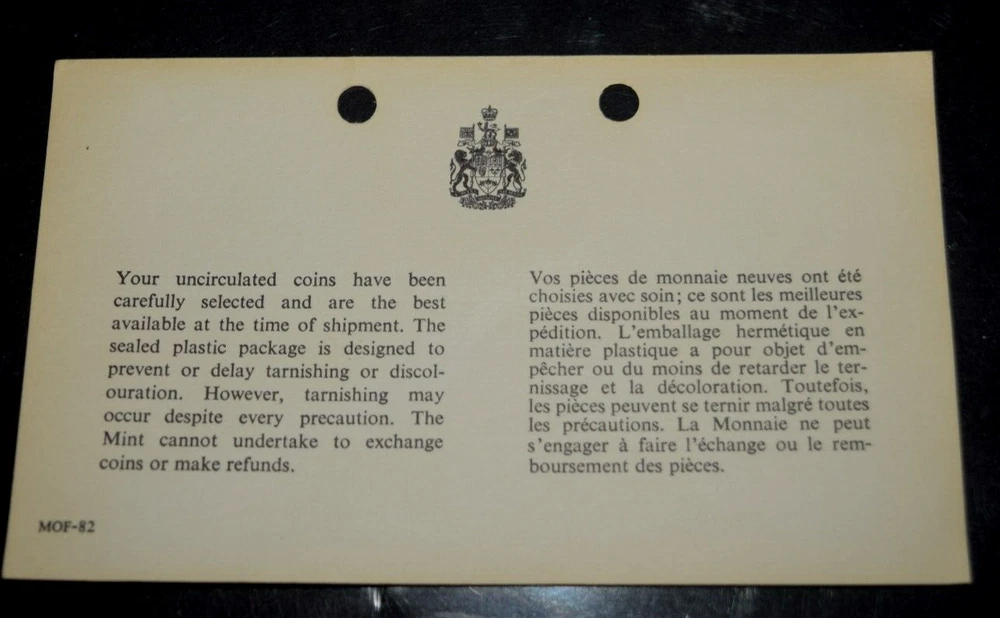 Your uncirculated coins have been
carefully selected and are the best
available at the time of shipment. The
sealed plastic package is designed to
prevent or delay tarnishing or discol-
ouration. However, tarnishing may
occur despite every precaution. The
Mint cannot undertake to exchange
coins or make refunds.
MOF-82
Vos pièces de monnaie neuves ont été
choisies avec soin; ce sont les meilleures
pièces disponibles au moment de l'ex-
pédition. L'emballage hermétique en
matière plastique a pour objet d'em-
pêcher ou du moins de retarder le ter-
nissage et la décoloration. Toutefois,
les pièces peuvent se ternir malgré toutes
les précautions. La Monnaie ne peut
s'engager à faire l'échange ou le rem-
boursement des pièces.